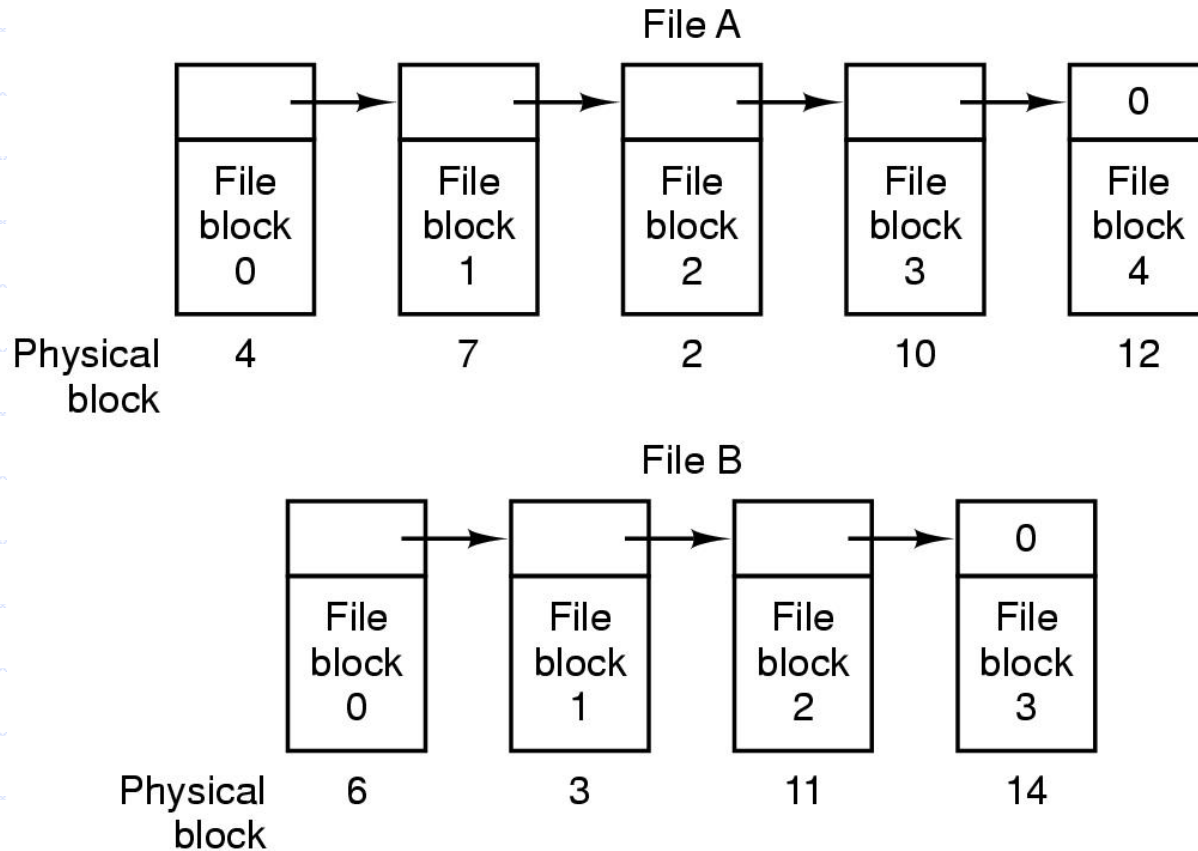 File A
0
File File File File File
block block block block block
0 1 2 3 4
Physical 4 7 2 10 12
block
File B
0
File File File File
block block block block
0 1 2 3
Physical 6 3 11 14
block